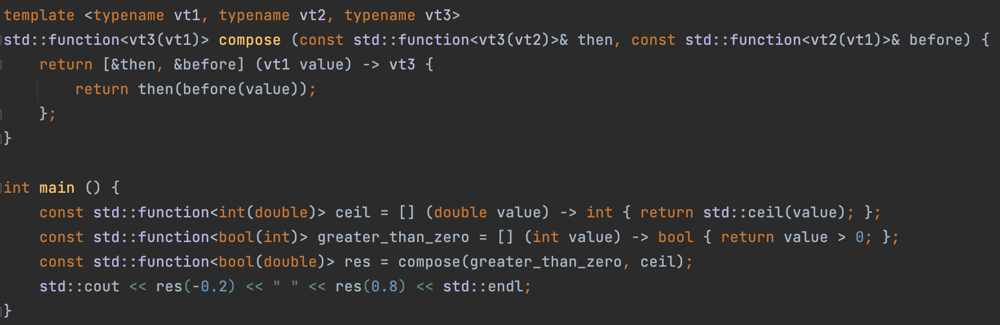 template <typename vt1, typename vt2, typename vt3>
std::function<vt3(vt1)> compose (const std::function<vt3(vt2)>& then, const std::function<vt2(vt1)>& before) {
    return [&then, &before] (vt1 value) -> vt3 {
        return then(before(value));
    };
}

int main () {
    const std::function<int(double)> ceil = [] (double value) -> int { return std::ceil(value); };
    const std::function<bool(int)> greater_than_zero = [] (int value) -> bool { return value > 0; };
    const std::function<bool(double)> res = compose(greater_than_zero, ceil);
    std::cout << res(-0.2) << " " << res(0.8) << std::endl;
}